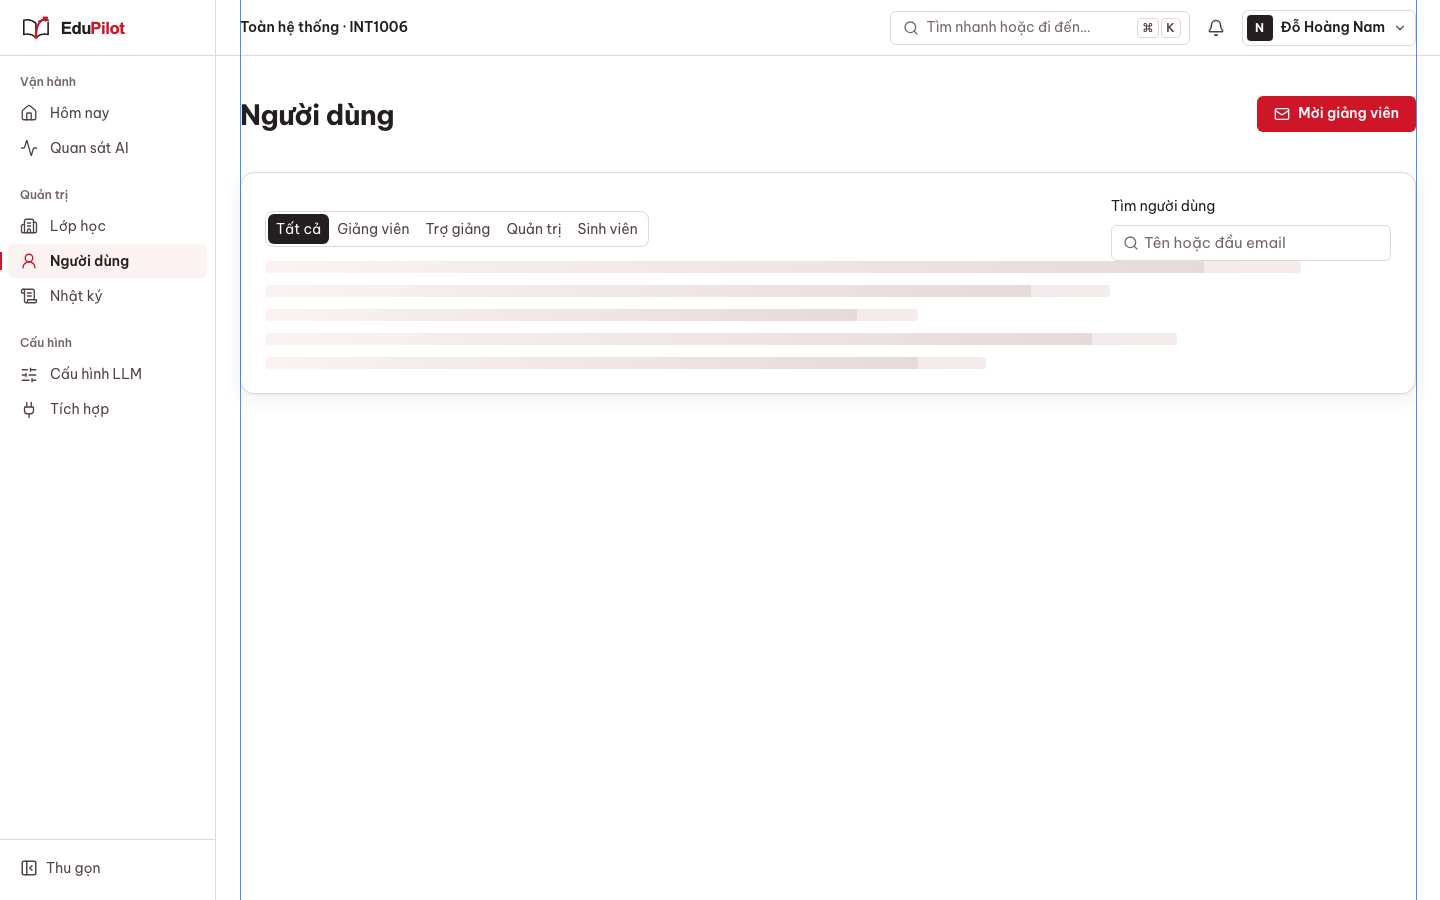 EduPilot
Toàn hệ thống · INT1006
Tìm nhanh hoặc đi đến...
⌘ K
N
Đỗ Hoàng Nam
Vận hành
Hôm nay
Quan sát AI
Quản trị
Lớp học
Người dùng
Nhật ký
Cấu hình
Cấu hình LLM
Tích hợp
Thu gọn
Người dùng
Mời giảng viên
Tất cả
Giảng viên
Trợ giảng
Quản trị
Sinh viên
Tìm người dùng
Tên hoặc đầu email